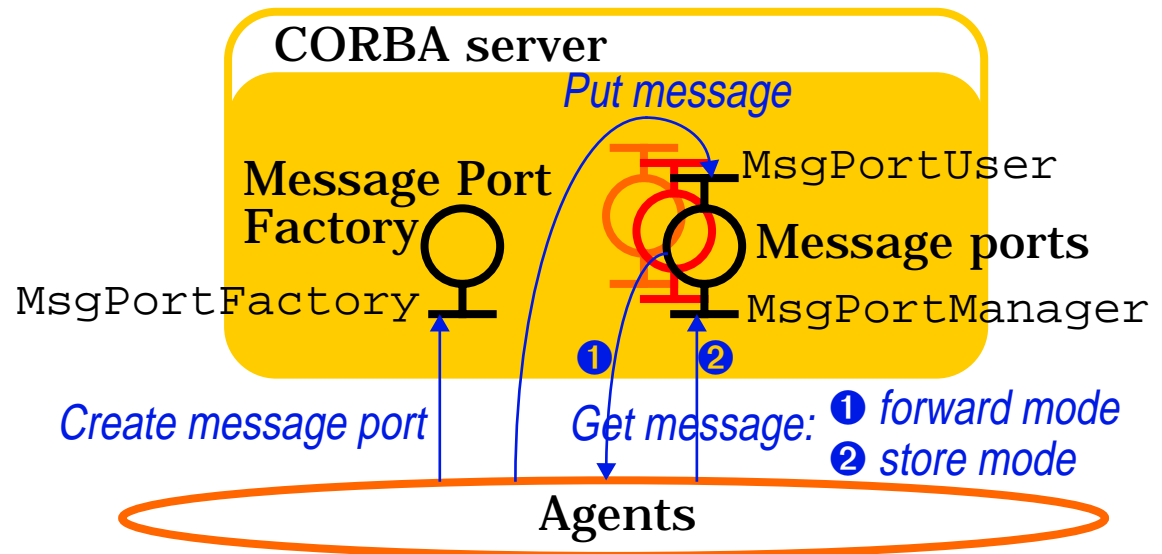 CORBA server
Put message
MsgPortUser
Message Port
Factory
Message ports
MsgPortFactory
MsgPortManager
❶
❷
Create message port
Get message: ❶ forward mode
❷ store mode
Agents